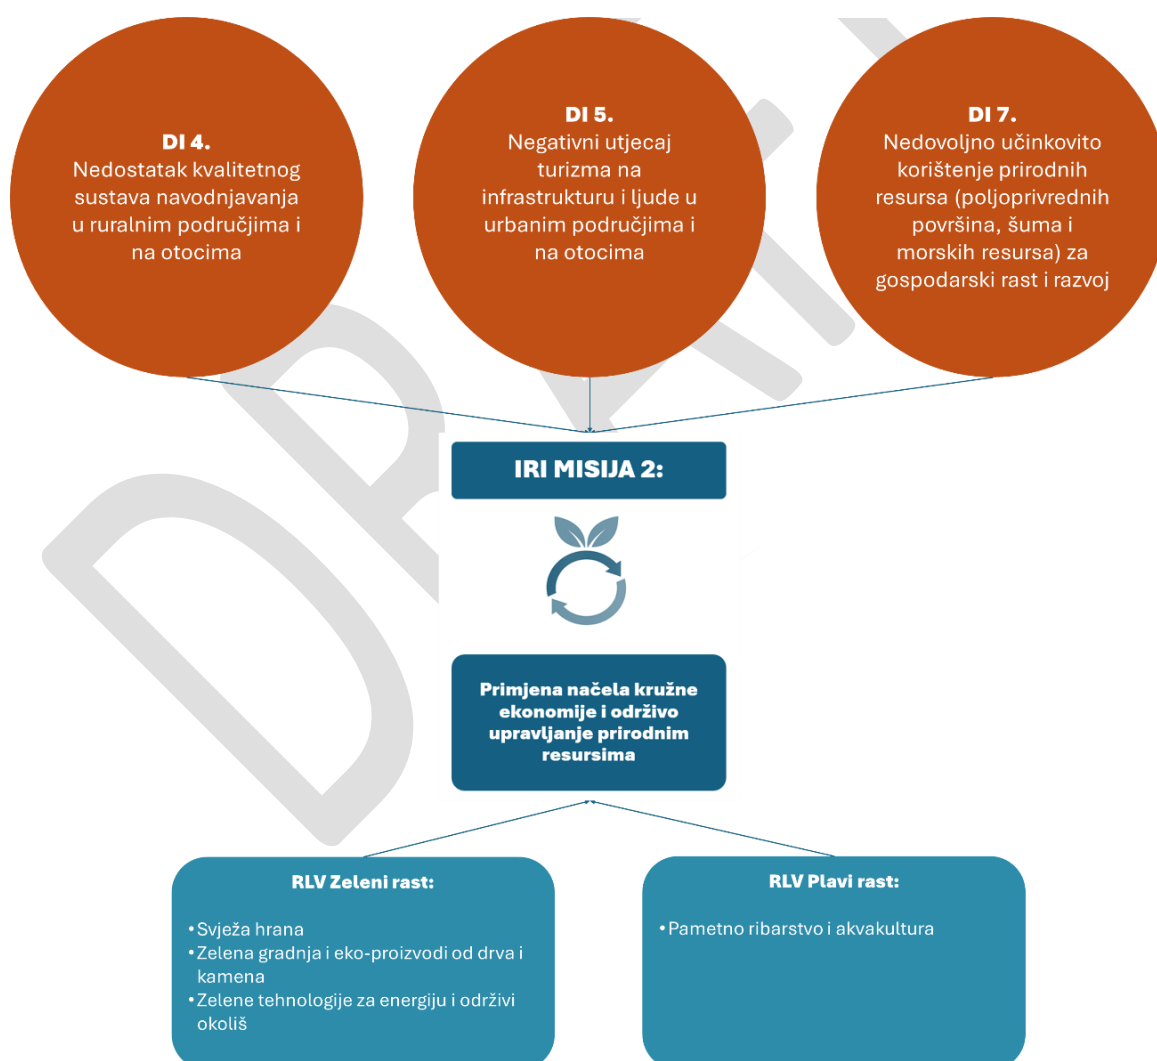 DI 4.
Nedostatak kvalitetnog
sustava navodnjavanja
u ruralnim područjima i
na otocima
DI 5.
Negativni utjecaj
turizma na
infrastrukturu i ljude u
urbanim područjima i
na otocima
DI 7.
Nedovoljno učinkovito
korištenje prirodnih
resursa (poljoprivrednih
površina, šuma i
morskih resursa) za
gospodarski rast i razvoj
IRI MISIJA 2:
Primjena načela kružne
ekonomije i održivo
upravljanje prirodnim
resursima
RLV Zeleni rast:
•Svježa hrana
•Zelena gradnja i eko-proizvodi od drva i
kamena
•Zelene tehnologije za energiju i održivi
okoliš
RLV Plavi rast:
•Pametno ribarstvo i akvakultura